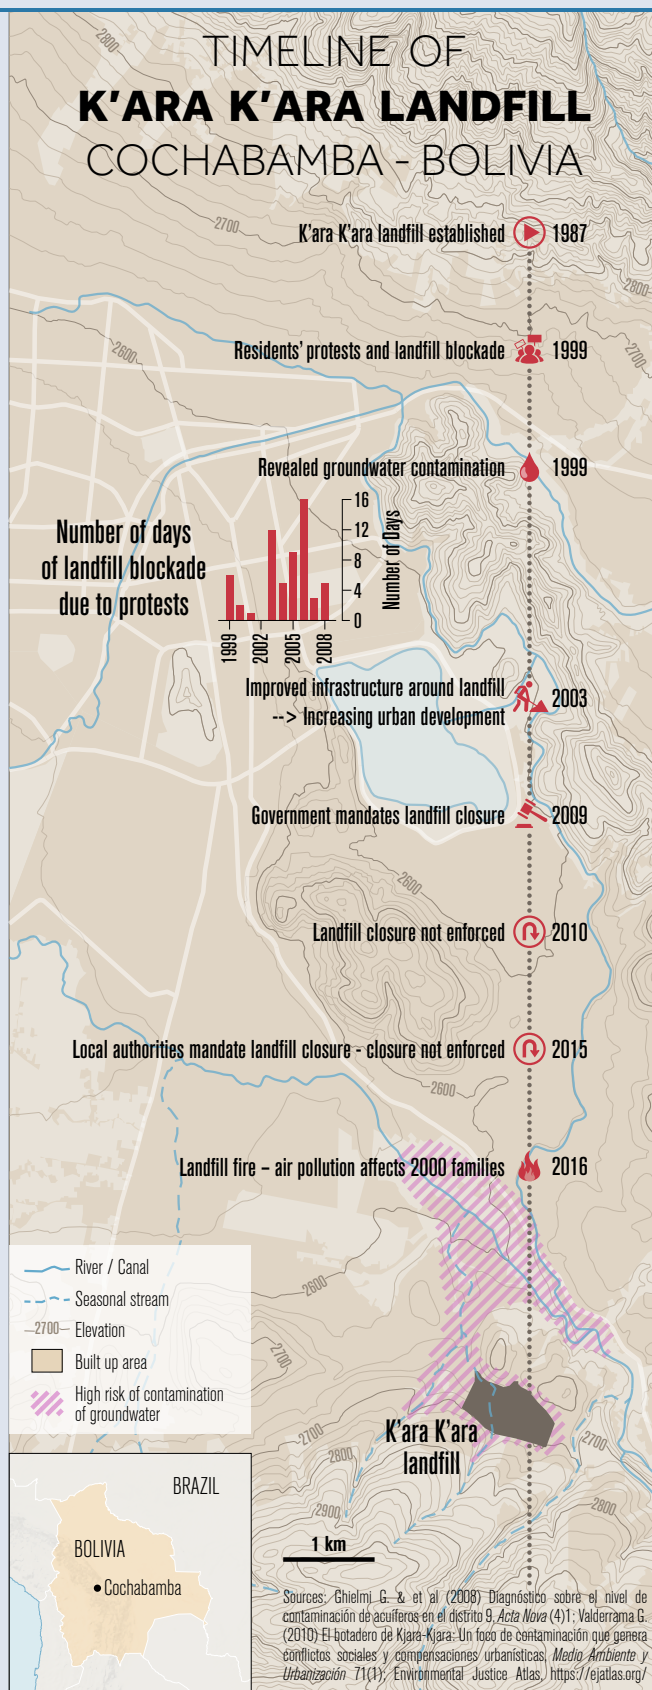 TIMELINE OF
K'ARA K'ARA LANDFILL
COCHABAMBA - BOLIVIA
2800
2700
K'ara K'ara landfill established 1987
2800
2600
Residents' protests and landfill blockade 1999
2700
Revealed groundwater contamination 1999
Number of days
of landfill blockade
due to protests
16
12
8
4
0
Number of Days
1999
2002
2005
2008
Improved infrastructure around landfill
--> Increasing urban development
2003
Government mandates landfill closure 2009
2600
Landfill closure not enforced 2010
Local authorities mandate landfill closure - closure not enforced 2015
2600
Landfill fire – air pollution affects 2000 families 2016
River / Canal
Seasonal stream
2700 Elevation
Built up area
High risk of contamination
of groundwater
2600
2700
2700
2800
2900
2700
2800
K'ara K'ara
landfill
BRAZIL
BOLIVIA
Cochabamba
1 km
Sources: Ghielmi G. & et al (2008) Diagnóstico sobre el nivel de
contaminación de acuíferos en el distrito 9, Acta Nova (4)1; Valderrama G.
(2010) El botadero de Kjara-Kjara: Un foco de contaminación que genera
conflictos sociales y compensaciones urbanísticas, Medio Ambiente y
Urbanización 71(1); Environmental Justice Atlas, https://ejatlas.org/